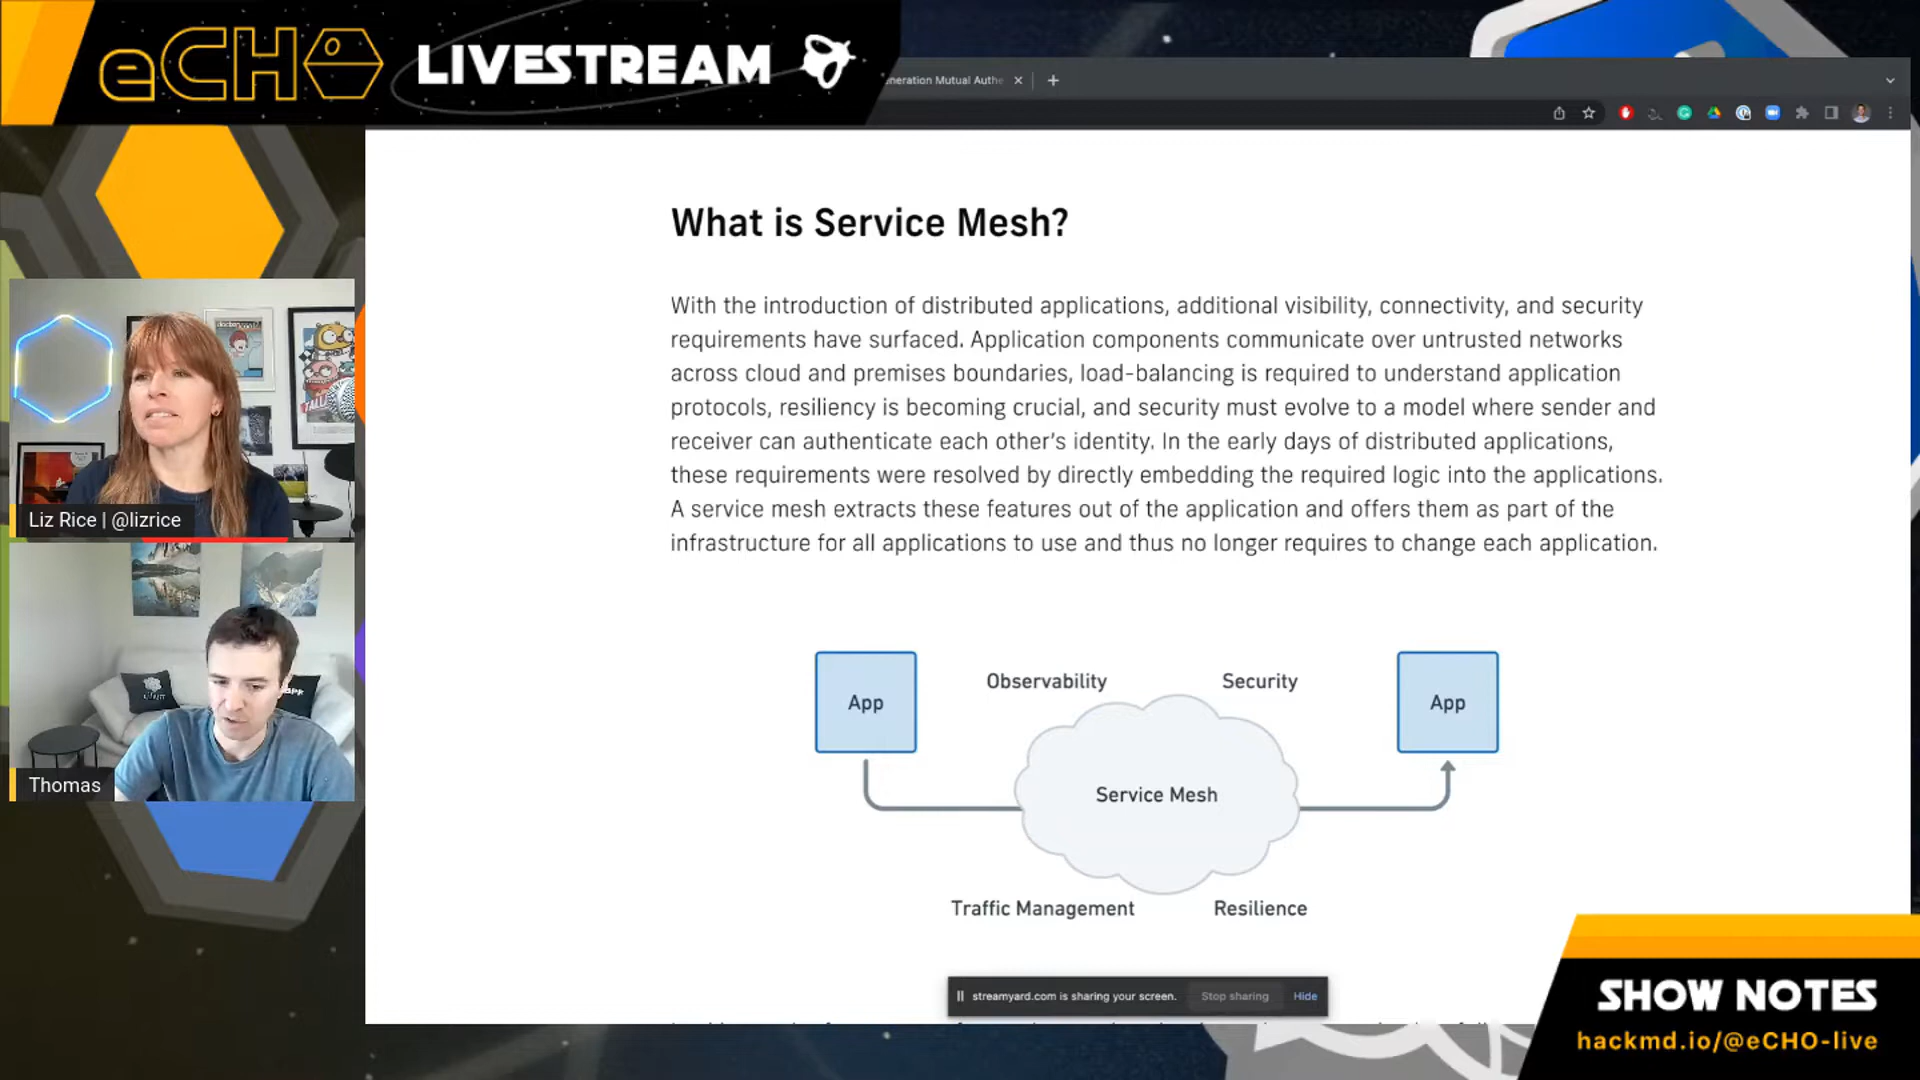 eCHO LIVESTREAM
neration Mutual Authe
What is Service Mesh?
With the introduction of distributed applications, additional visibility, connectivity, and security
requirements have surfaced. Application components communicate over untrusted networks
across cloud and premises boundaries, load-balancing is required to understand application
protocols, resiliency is becoming crucial, and security must evolve to a model where sender and
receiver can authenticate each other's identity. In the early days of distributed applications,
these requirements were resolved by directly embedding the required logic into the applications.
A service mesh extracts these features out of the application and offers them as part of the
infrastructure for all applications to use and thus no longer requires to change each application.
Liz Rice | @lizrice
Thomas
App
Observability
Security
App
Service Mesh
Traffic Management
Resilience
streamyard.com is sharing your screen.
Stop sharing
Hide
SHOW NOTES
hackmd.io/@eCHO-live